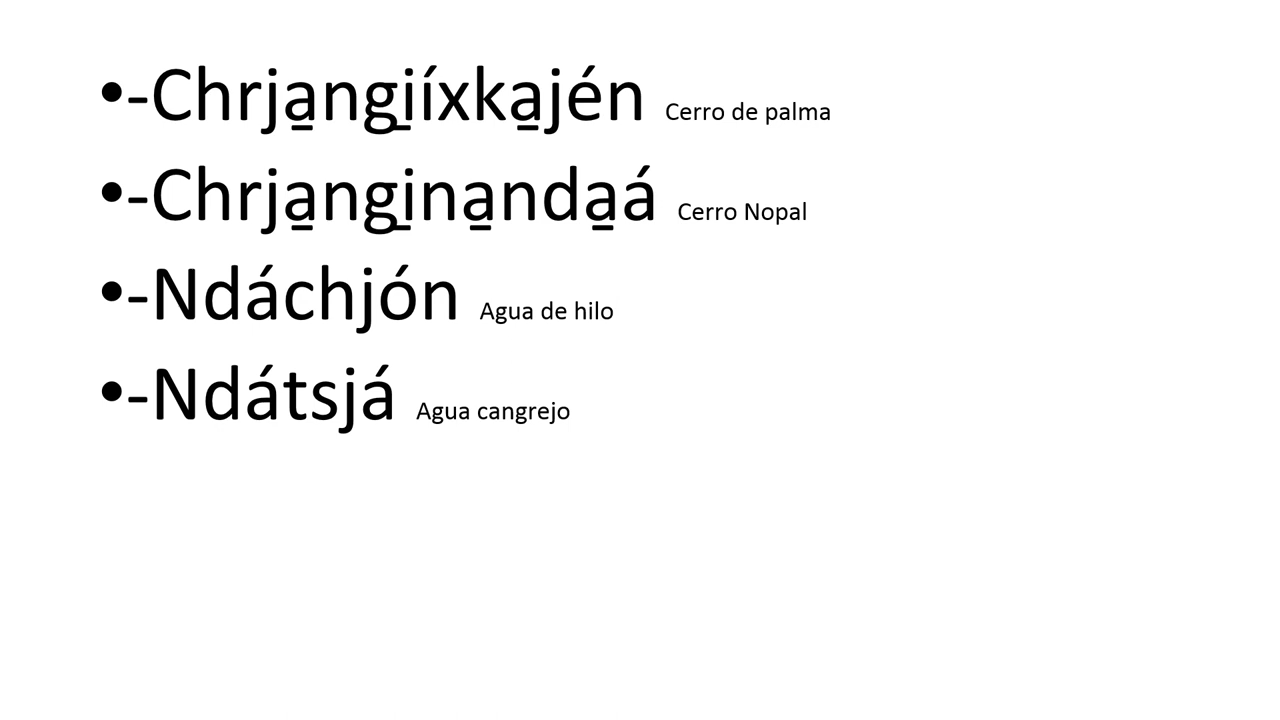 •-Chrja̱ngi̱íxka̱jén Cerro de palma
•-Chrja̱ngi̱na̱nda̱á Cerro Nopal
•-Ndáchjón Agua de hilo
•-Ndátsjá Agua cangrejo